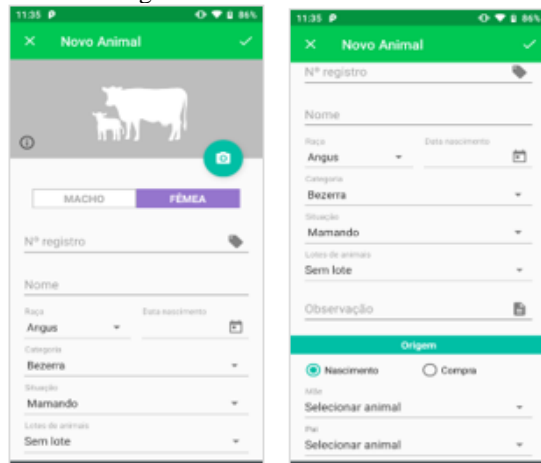 11:35 86%
Novo Animal
MACHO FÊMEA
Nº registro
Nome
Raça Data nascimento
Angus
Categoria
Bezerra
Situação
Mamando
Lotes de animais
Sem lote
11:35 86%
Novo Animal
Nº registro
Nome
Raça Data nascimento
Angus
Categoria
Bezerra
Situação
Mamando
Lotes de animais
Sem lote
Observação
Origem
Nascimento Compra
Mãe
Selecionar animal
Pai
Selecionar animal